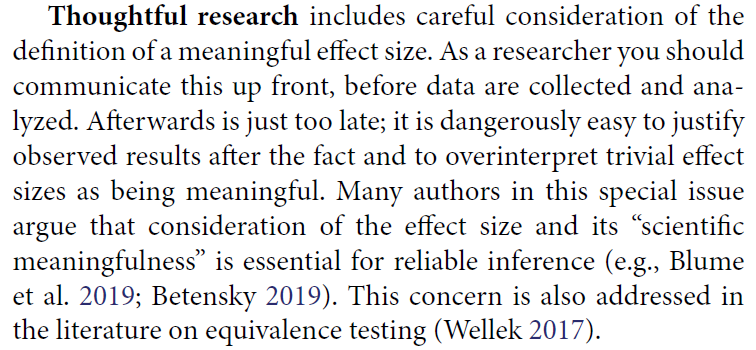 Thoughtful research includes careful consideration of the
definition of a meaningful effect size. As a researcher you should
communicate this up front, before data are collected and ana-
lyzed. Afterwards is just too late; it is dangerously easy to justify
observed results after the fact and to overinterpret trivial effect
sizes as being meaningful. Many authors in this special issue
argue that consideration of the effect size and its “scientific
meaningfulness” is essential for reliable inference (e.g., Blume
et al. 2019; Betensky 2019). This concern is also addressed in
the literature on equivalence testing (Wellek 2017).